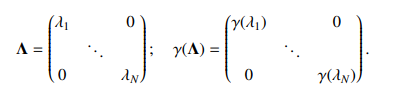 Λ = ⎛λ₁ 0⎞ ; γ(Λ) = ⎛γ(λ₁) 0⎞
⋱ ⋱ .
⎝0 λ_N⎠ ⎝0 γ(λ_N)⎠